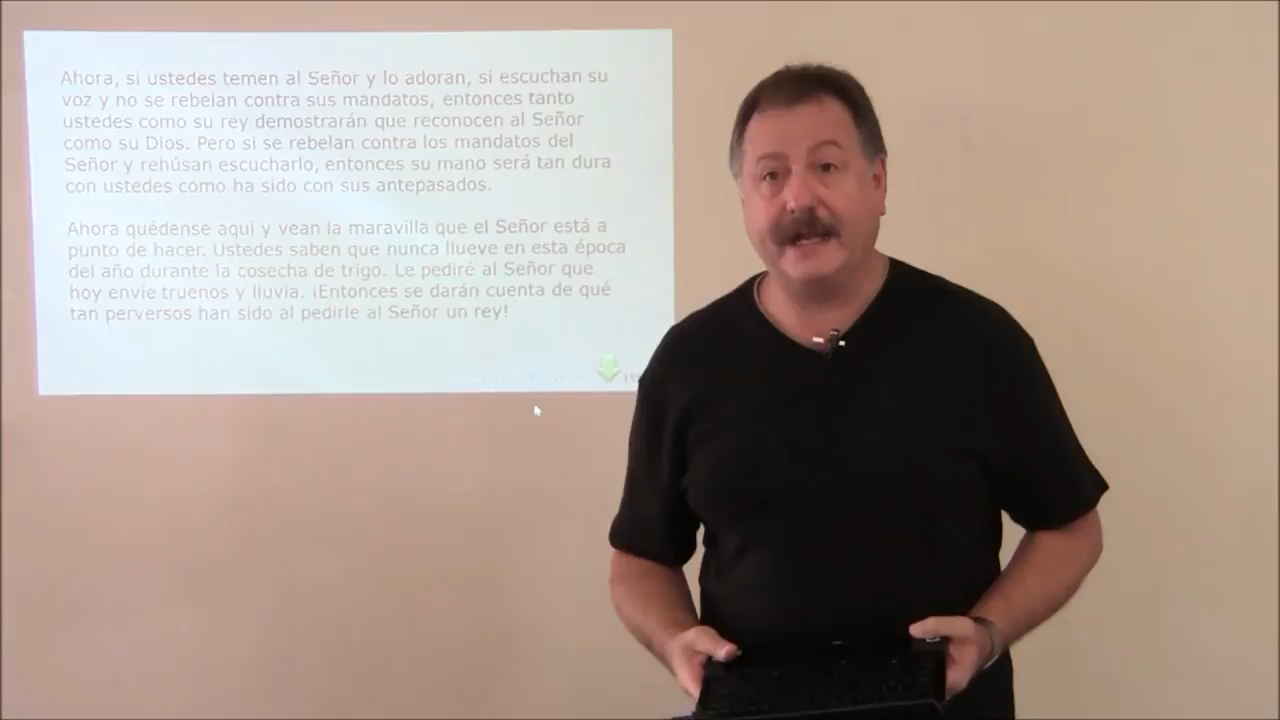 Ahora, si ustedes temen al Señor y lo adoran, si escuchan su
voz y no se rebelan contra sus mandatos, entonces tanto
ustedes como su rey demostrarán que reconocen al Señor
como su Dios. Pero si se rebelan contra los mandatos del
Señor y rehúsan escucharlo, entonces su mano será tan dura
con ustedes como ha sido con sus antepasados.
Ahora quédense aquí y vean la maravilla que el Señor está a
punto de hacer. Ustedes saben que nunca llueve en esta época
del año durante la cosecha de trigo. Le pediré al Señor que
hoy envíe truenos y lluvia. ¡Entonces se darán cuenta de qué
tan perversos han sido al pedirle al Señor un rey!